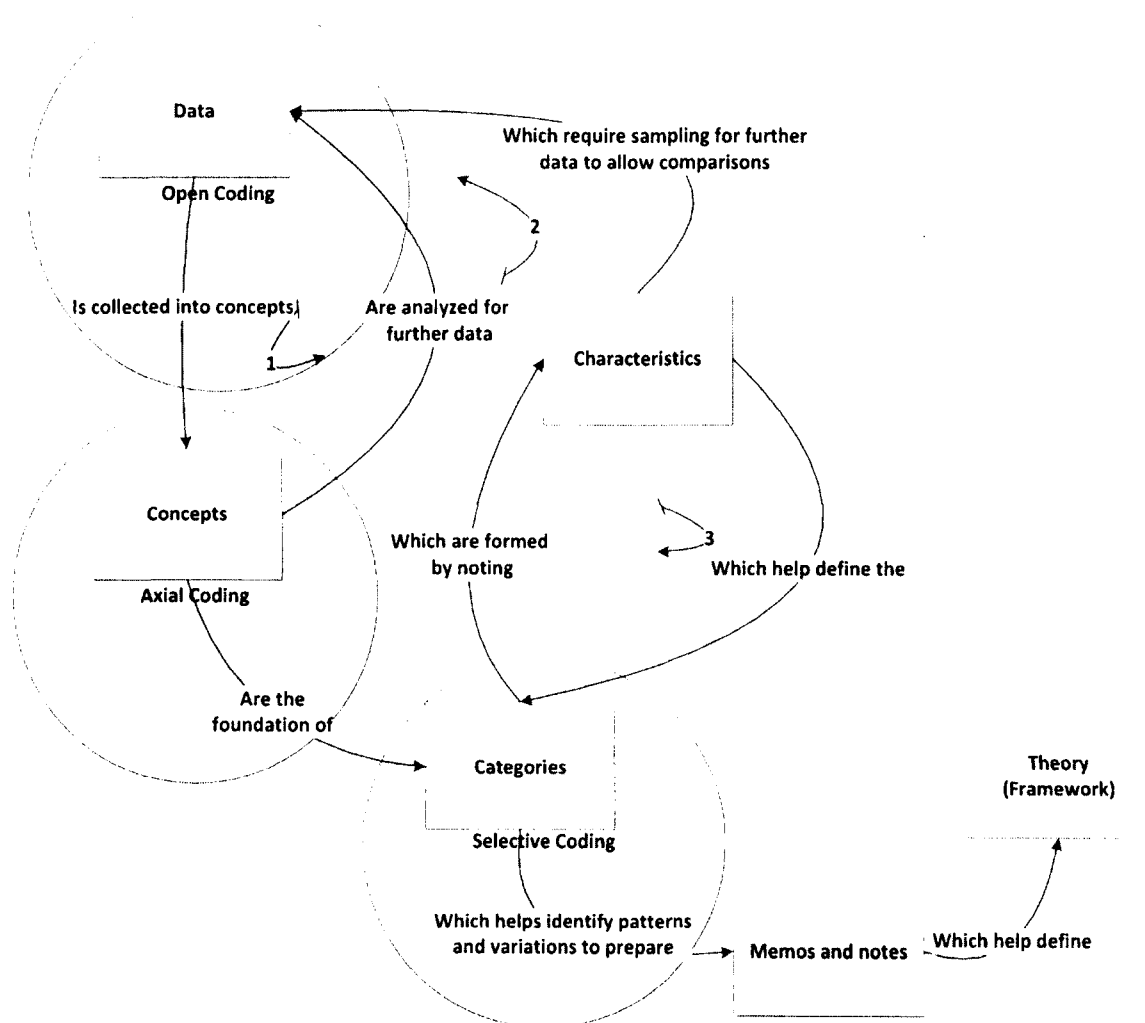 Data
Which require sampling for further
data to allow comparisons
Open Coding
2
Is collected into concepts
Are analyzed for
further data
1
Characteristics
Concepts
Which are formed
by noting
3
Which help define the
Axial Coding
Are the
foundation of
Categories
Theory
(Framework)
Selective Coding
Which helps identify patterns
and variations to prepare
Memos and notes
Which help define